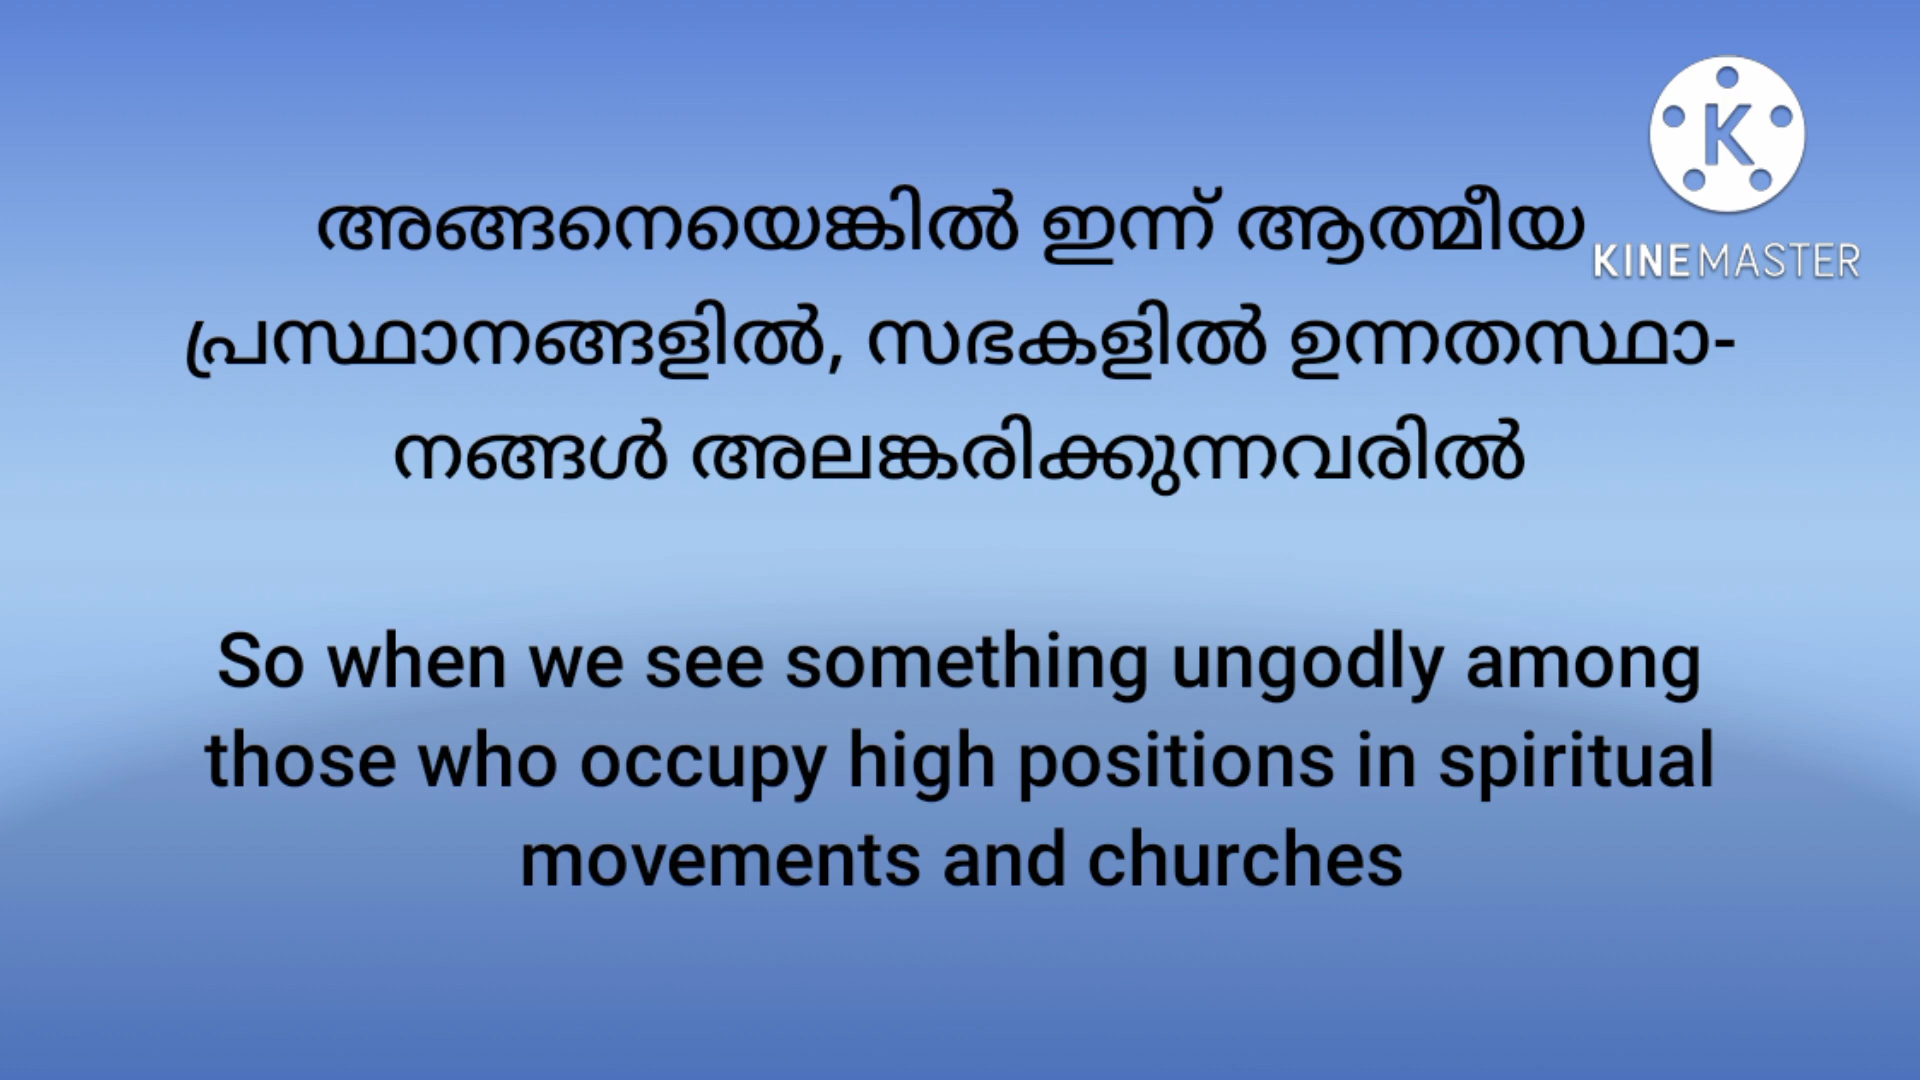 KINEMASTER
അങ്ങനെയെങ്കിൽ ഇന്ന് ആത്മീയ
പ്രസ്ഥാനങ്ങളിൽ, സഭകളിൽ ഉന്നതസ്ഥാ-
നങ്ങൾ അലങ്കരിക്കുന്നവരിൽ
So when we see something ungodly among
those who occupy high positions in spiritual
movements and churches